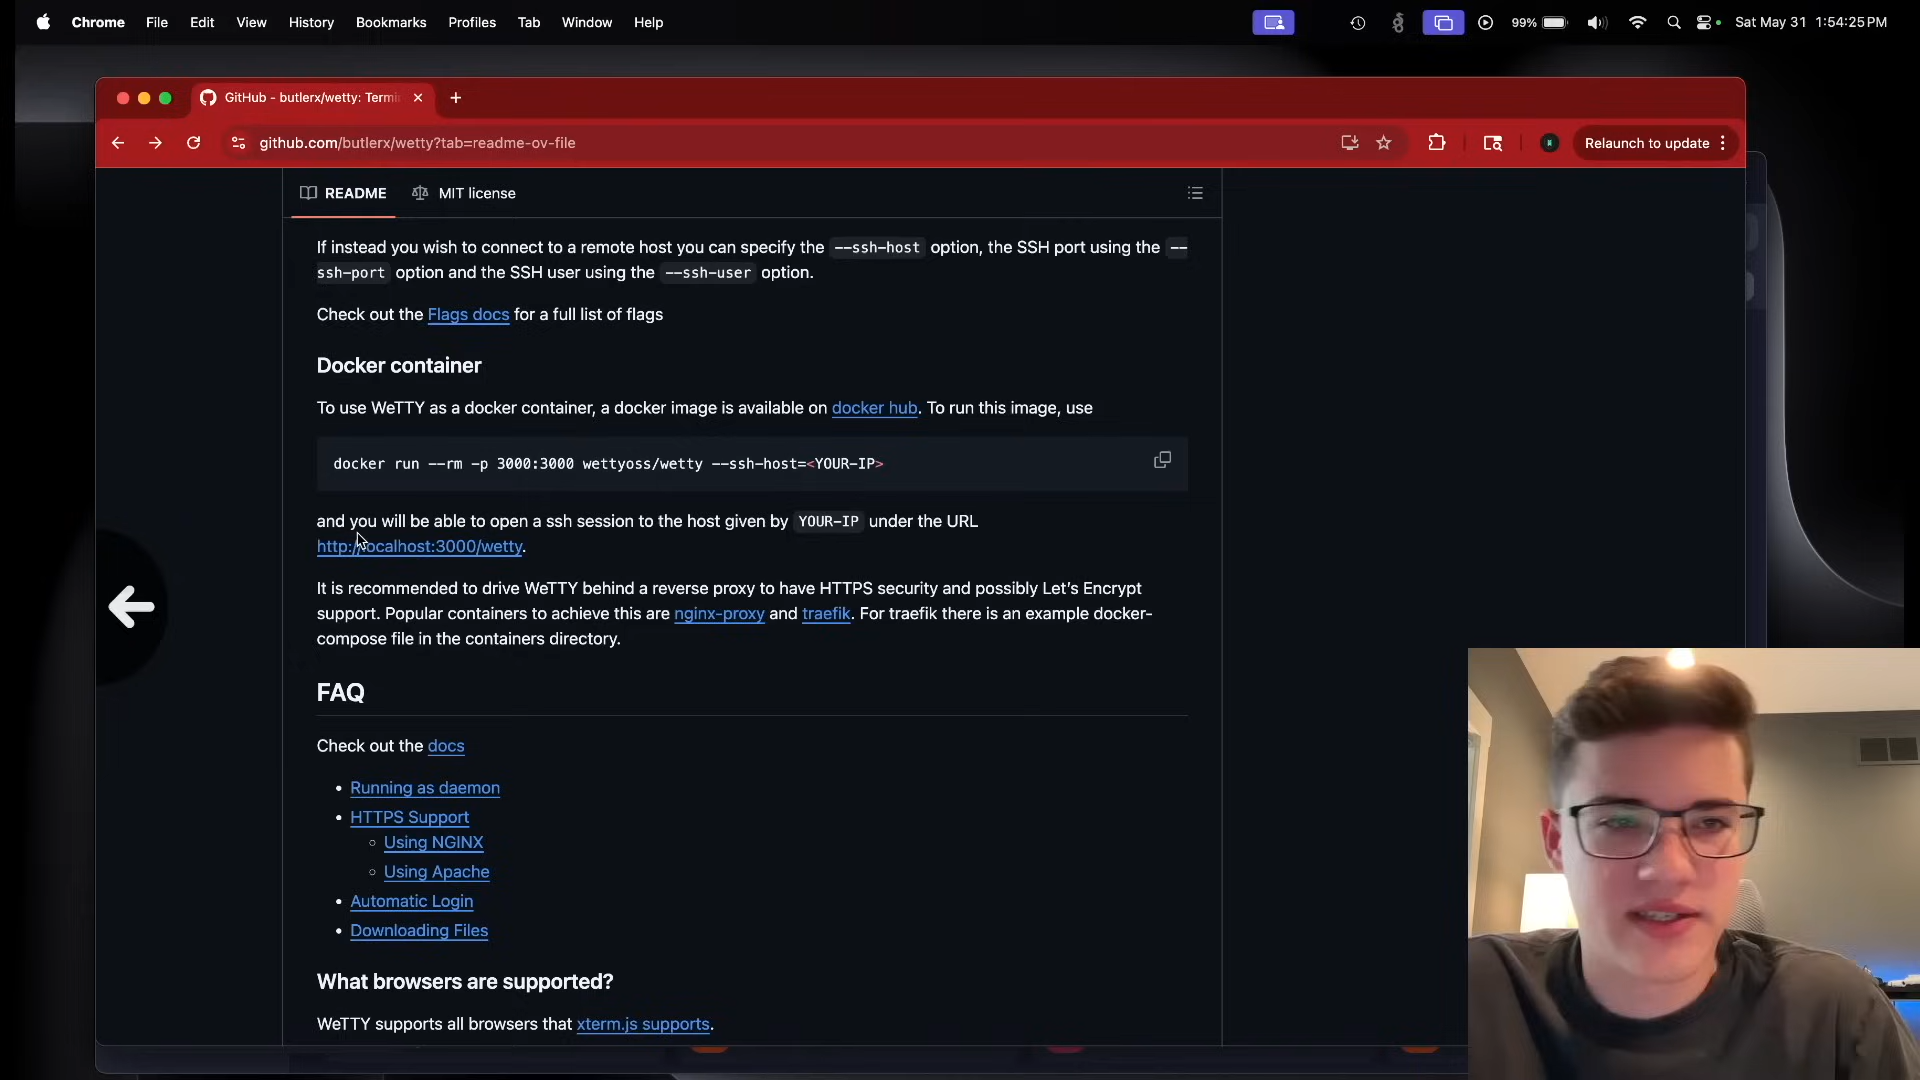 Chrome File Edit View History Bookmarks Profiles Tab Window Help 99% Sat May 31 1:54:25 PM
GitHub - butlerx/wetty: Termi
github.com/butlerx/wetty?tab=readme-ov-file Relaunch to update
README MIT license
If instead you wish to connect to a remote host you can specify the --ssh-host option, the SSH port using the --
ssh-port option and the SSH user using the --ssh-user option.
Check out the Flags docs for a full list of flags
Docker container
To use WeTTY as a docker container, a docker image is available on docker hub. To run this image, use
docker run --rm -p 3000:3000 wettyoss/wetty --ssh-host=<YOUR-IP>
and you will be able to open a ssh session to the host given by YOUR-IP under the URL
http://localhost:3000/wetty.
It is recommended to drive WeTTY behind a reverse proxy to have HTTPS security and possibly Let's Encrypt
support. Popular containers to achieve this are nginx-proxy and traefik. For traefik there is an example docker-
compose file in the containers directory.
FAQ
Check out the docs
• Running as daemon
• HTTPS Support
◦ Using NGINX
◦ Using Apache
• Automatic Login
• Downloading Files
What browsers are supported?
WeTTY supports all browsers that xterm.js supports.